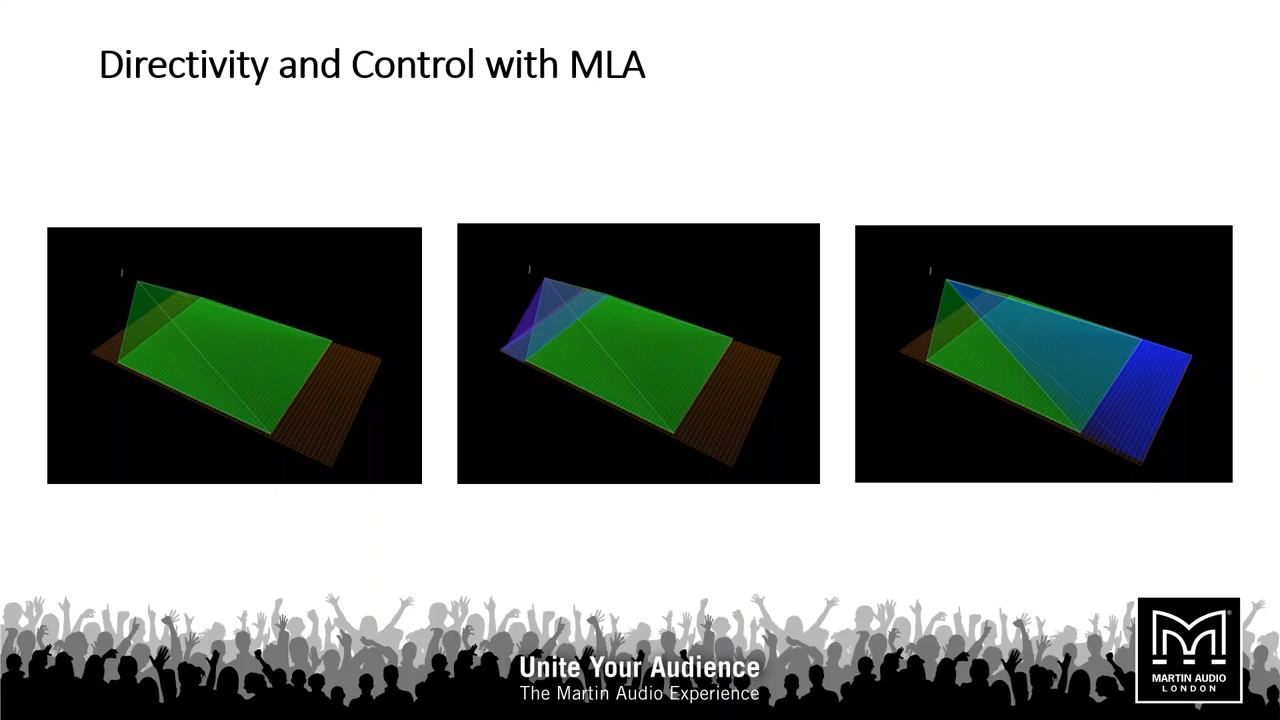 Directivity and Control with MLA
Unite Your Audience
The Martin Audio Experience
®
MARTIN AUDIO
LONDON